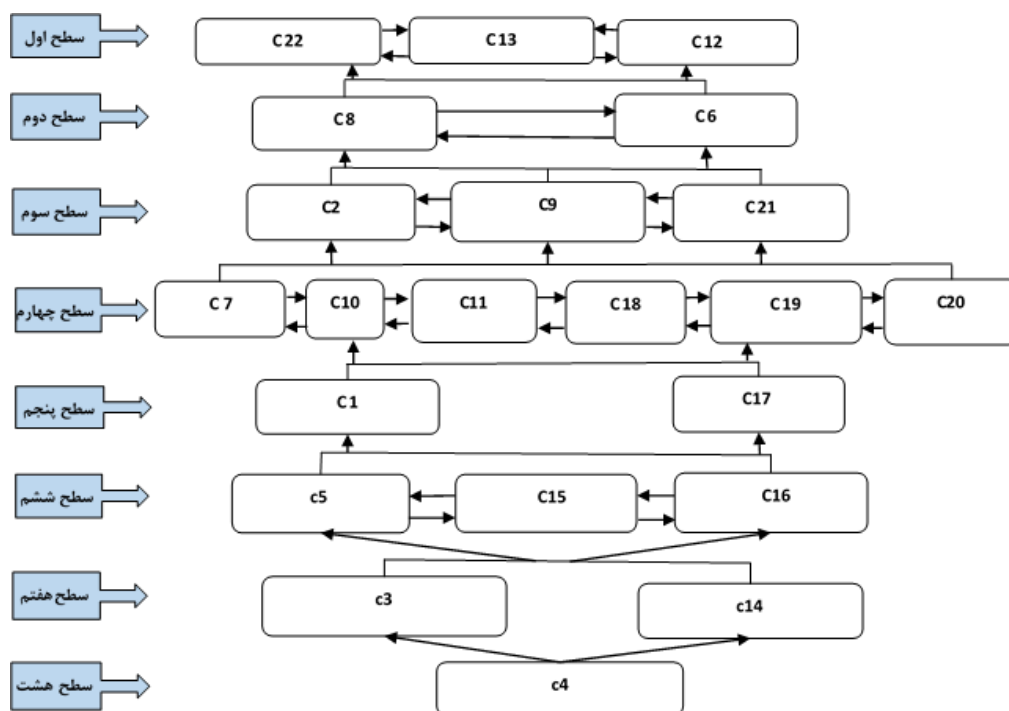 سطح اول
C22 C13 C12
سطح دوم
C8 C6
سطح سوم
C2 C9 C21
سطح چهارم
C 7 C10 C11 C18 C19 C20
سطح پنجم
C1 C17
سطح ششم
c5 C15 C16
سطح هفتم
c3 c14
سطح هشت
c4